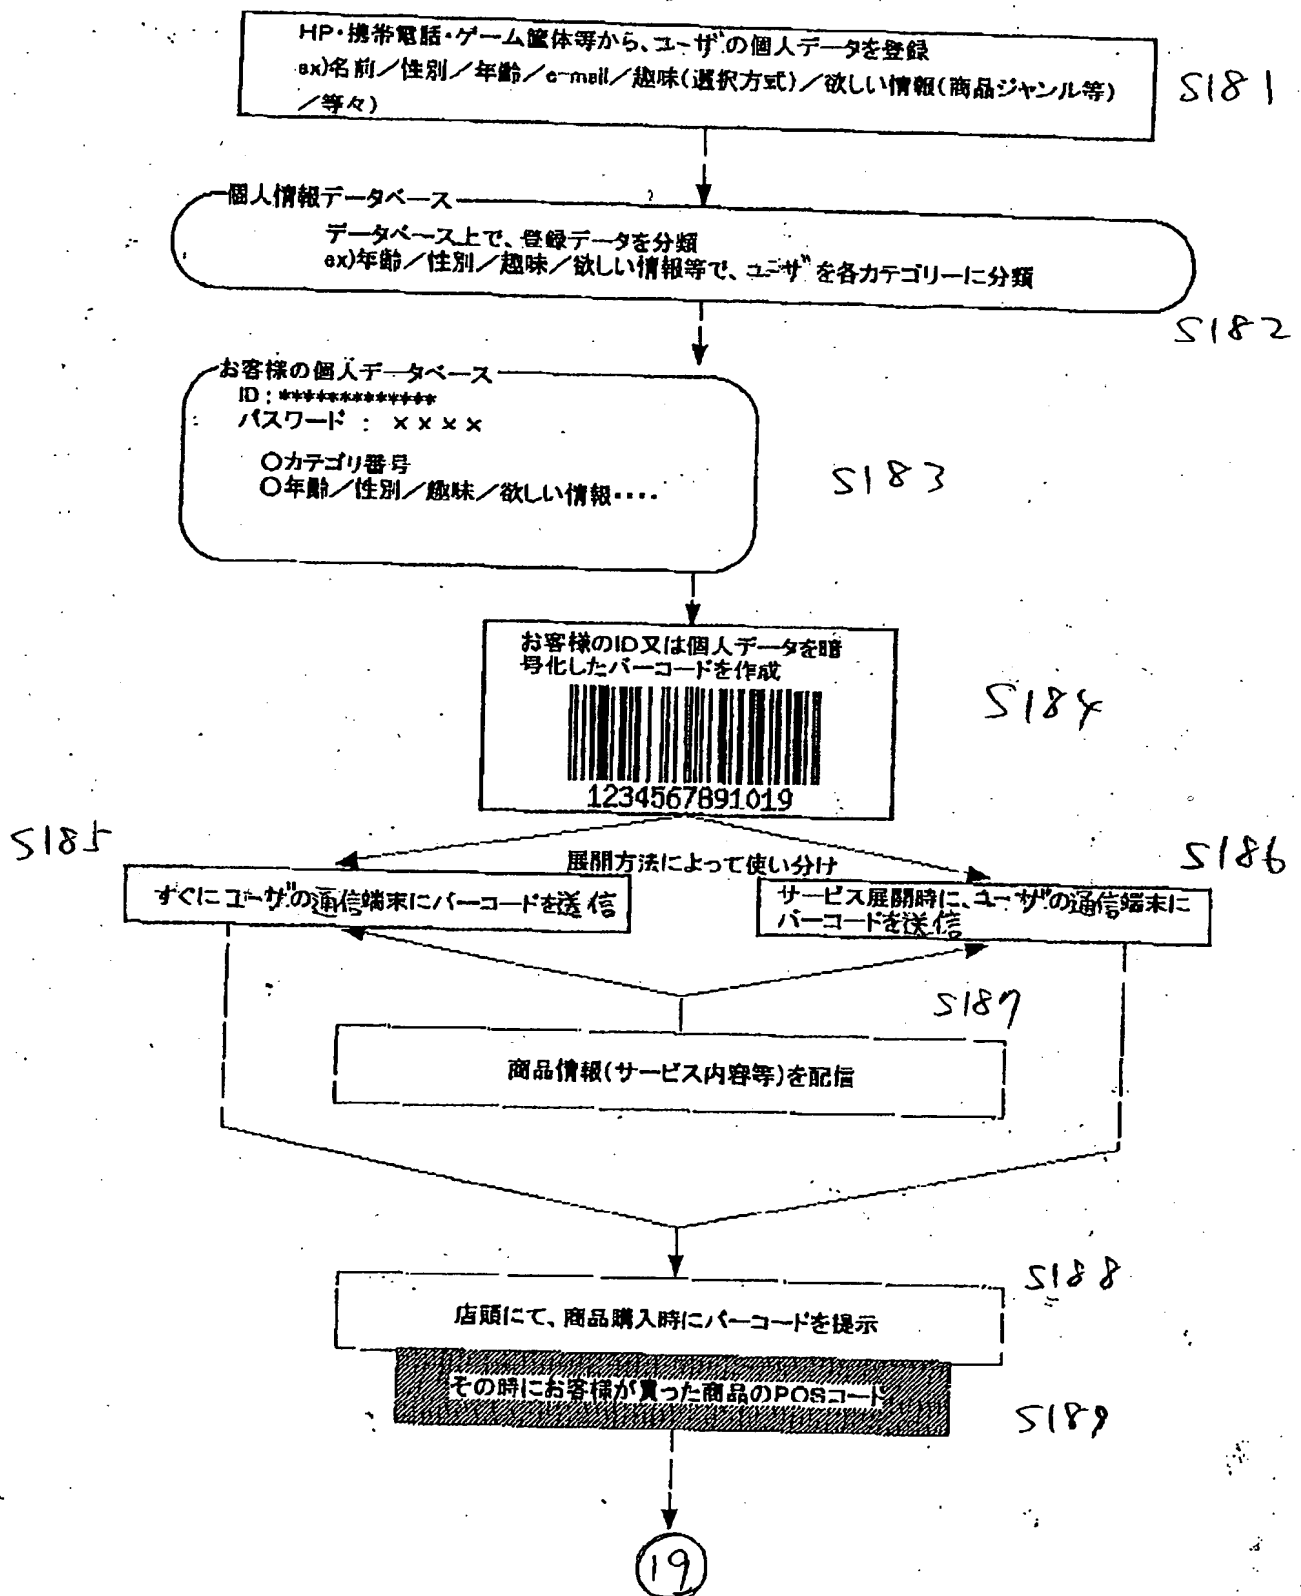 HP・携帯電話・ゲーム筐体等から、ユーザの個人データを登録
ex)名前/性別/年齢/e-mail/趣味(選択方式)/欲しい情報(商品ジャンル等)
/等々)
S181
個人情報データベース
データベース上で、登録データを分類
ex)年齢/性別/趣味/欲しい情報等で、ユーザを各カテゴリーに分類
S182
お客様の個人データベース
ID:*************
パスワード : ××××
○カテゴリ番号
○年齢/性別/趣味/欲しい情報････
S183
お客様のID又は個人データを暗
号化したバーコードを作成
1234567891019
S184
S185
展開方法によって使い分け
S186
すぐにユーザの通信端末にバーコードを送信
サービス展開時に、ユーザの通信端末に
バーコードを送信
S187
商品情報(サービス内容等)を配信
S188
店頭にて、商品購入時にバーコードを提示
その時にお客様が買った商品のPOSコード
S189
19